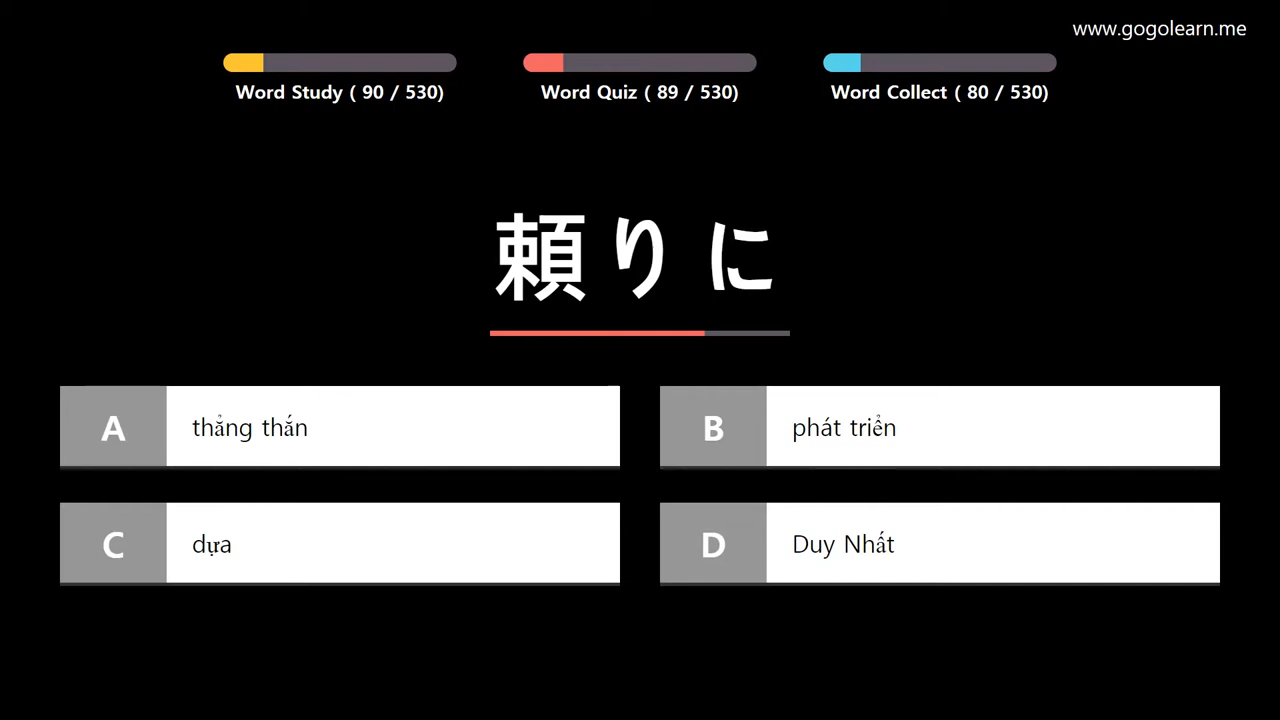 www.gogolearn.me
Word Study ( 90 / 530)
Word Quiz ( 89 / 530)
Word Collect ( 80 / 530)
頼りに
A thẳng thắn
B phát triển
C dựa
D Duy Nhất